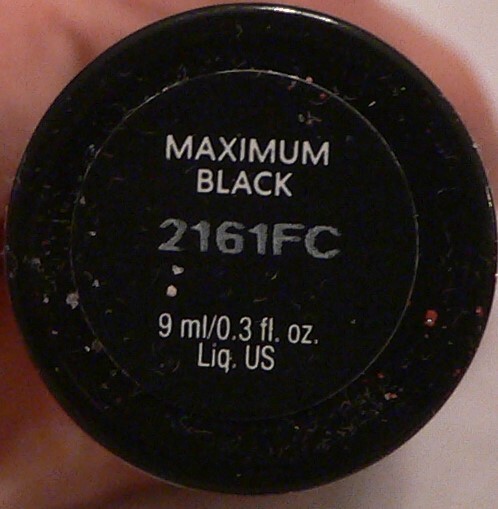 MAXIMUM
BLACK
2161FC
9 ml/0.3 fl. oz.
Liq. US